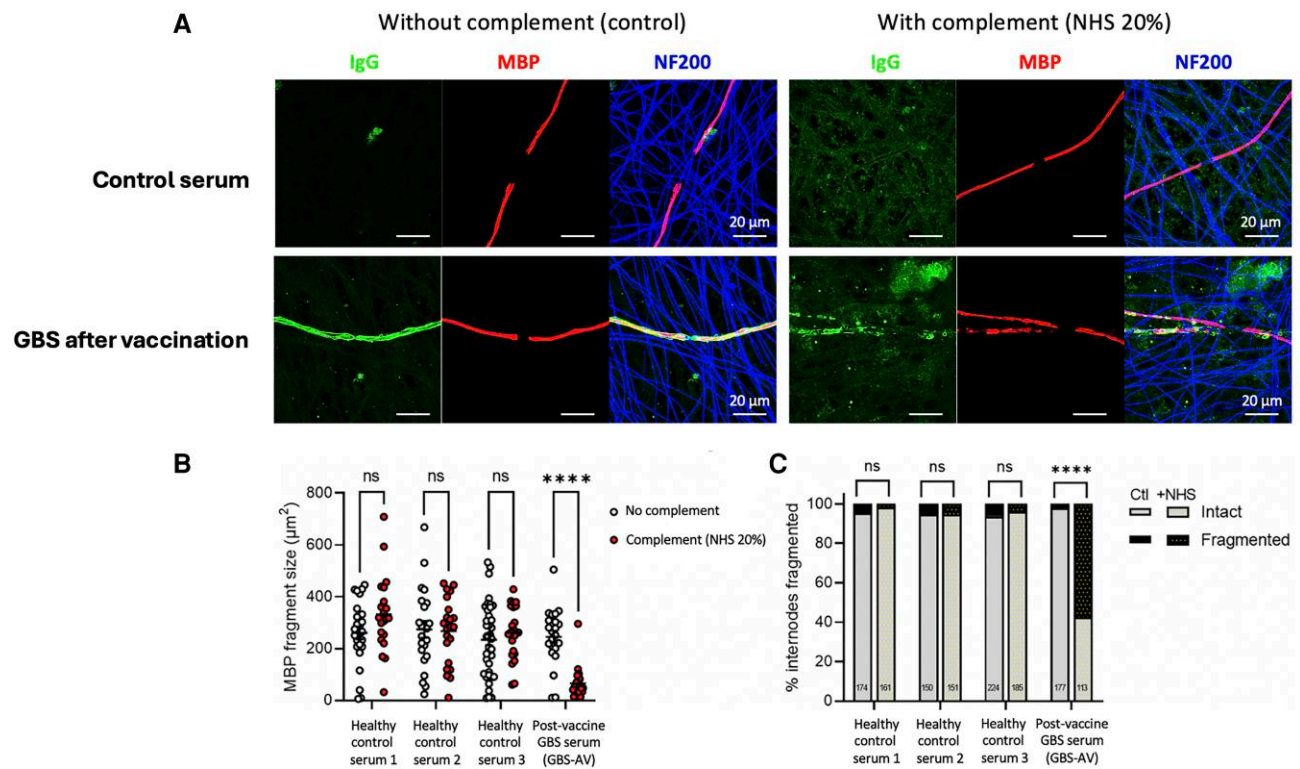 A
Without complement (control)
With complement (NHS 20%)
IgG
MBP
NF200
IgG
MBP
NF200
Control serum
20 µm
20 µm
GBS after vaccination
20 µm
20 µm
B
ns
ns
ns
****
800
600
400
200
0
MBP fragment size (µm²)
No complement
Complement (NHS 20%)
Healthy
control
serum 1
Healthy
control
serum 2
Healthy
control
serum 3
Post-vaccine
GBS serum
(GBS-AV)
C
ns
ns
ns
****
100
80
60
40
20
0
% internodes fragmented
174
161
150
151
224
185
177
113
Ctl +NHS
Intact
Fragmented
Healthy
control
serum 1
Healthy
control
serum 2
Healthy
control
serum 3
Post-vaccine
GBS serum
(GBS-AV)